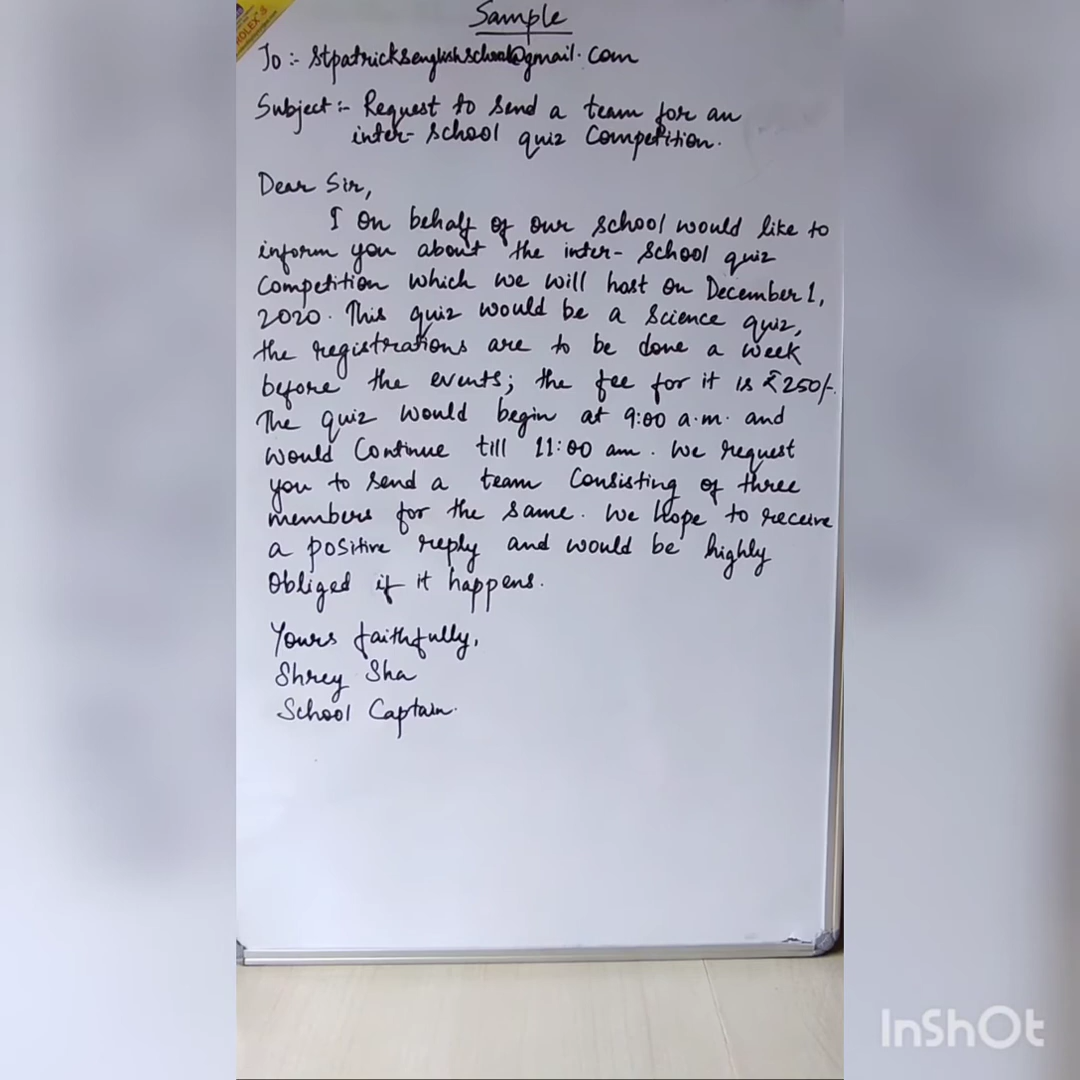 Sample
To :- stpatricksenglishschool@gmail.com
Subject :- Request to send a team for an
inter-school quiz Competition.
Dear Sir,
I on behalf of our school would like to
inform you about the inter-school quiz
Competition which we will host on December 1,
2020. This quiz would be a science quiz,
the registrations are to be done a week
before the events; the fee for it is ₹250/-.
The quiz would begin at 9:00 a.m. and
would Continue till 11:00 am. We request
you to send a team Consisting of three
members for the same. We hope to receive
a positive reply and would be highly
Obliged if it happens.
Yours faithfully,
Shrey Sha
School Captain.
InShOt